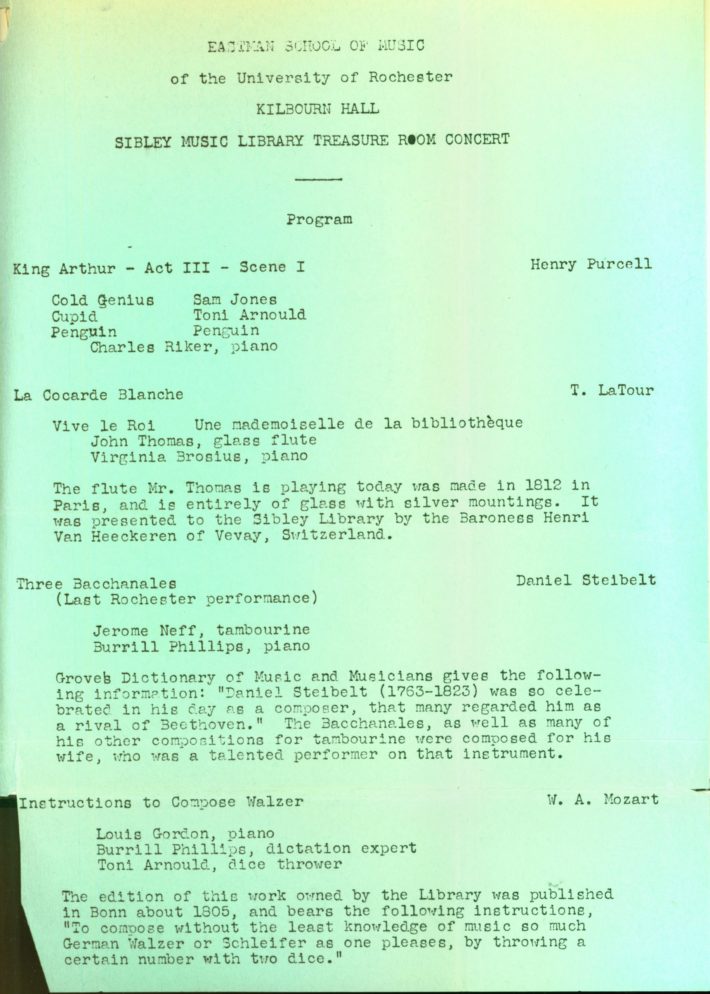 EASTMAN SCHOOL OF MUSIC
of the University of Rochester
KILBOURN HALL
SIBLEY MUSIC LIBRARY TREASURE ROOM CONCERT
Program
King Arthur - Act III - Scene I Henry Purcell
Cold Genius Sam Jones
Cupid Toni Arnould
Penguin Penguin
Charles Riker, piano
La Cocarde Blanche T. LaTour
Vive le Roi Une mademoiselle de la bibliothèque
John Thomas, glass flute
Virginia Brosius, piano
The flute Mr. Thomas is playing today was made in 1812 in
Paris, and is entirely of glass with silver mountings. It
was presented to the Sibley Library by the Baroness Henri
Van Heeckeren of Vevay, Switzerland.
Three Bacchanales Daniel Steibelt
(Last Rochester performance)
Jerome Neff, tambourine
Burrill Phillips, piano
Grove's Dictionary of Music and Musicians gives the follow-
ing information: "Daniel Steibelt (1763-1823) was so cele-
brated in his day as a composer, that many regarded him as
a rival of Beethoven." The Bacchanales, as well as many of
his other compositions for tambourine were composed for his
wife, who was a talented performer on that instrument.
Instructions to Compose Walzer W. A. Mozart
Louis Gordon, piano
Burrill Phillips, dictation expert
Toni Arnould, dice thrower
The edition of this work owned by the Library was published
in Bonn about 1805, and bears the following instructions,
"To compose without the least knowledge of music so much
German Walzer or Schleifer as one pleases, by throwing a
certain number with two dice."